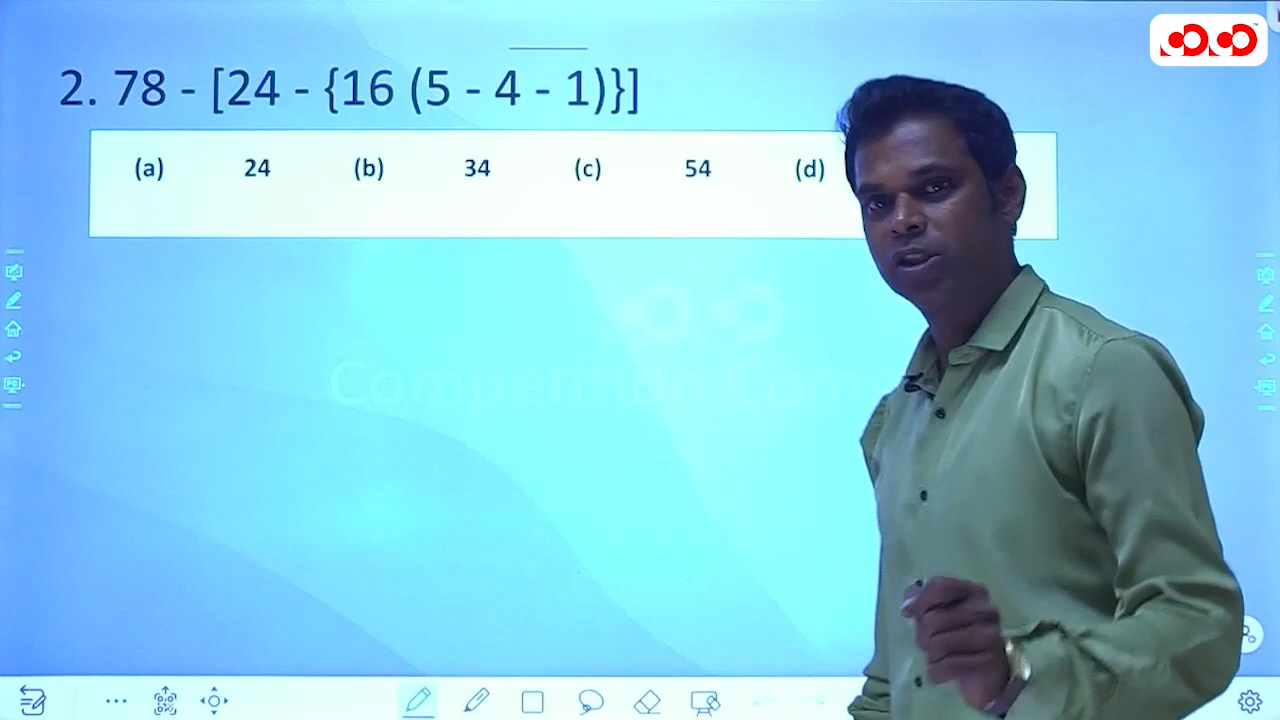 2. 78 - [24 - {16 (5 - 4 - 1)}]
(a) 24 (b) 34 (c) 54 (d)